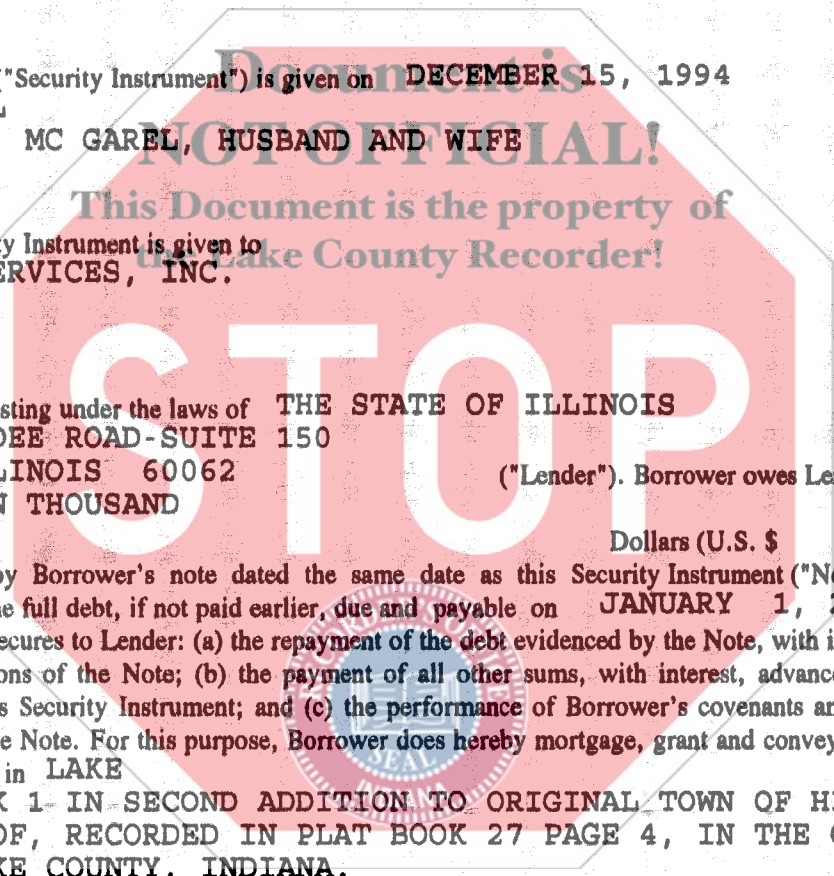 Document is
("Security Instrument") is given on DECEMBER 15, 1994
MC GAREL, HUSBAND AND WIFE
NOT OFFICIAL!
This Document is the property of
the Lake County Recorder!
Instrument is given to
ERVICES, INC.
STOP
sting under the laws of THE STATE OF ILLINOIS
DEE ROAD-SUITE 150
LINOIS 60062 ("Lender"). Borrower owes Le
N THOUSAND
Dollars (U.S. $
by Borrower's note dated the same date as this Security Instrument ("No
e full debt, if not paid earlier, due and payable on JANUARY 1,
ecures to Lender: (a) the repayment of the debt evidenced by the Note, with i
ons of the Note; (b) the payment of all other sums, with interest, advance
s Security Instrument; and (c) the performance of Borrower's covenants a
e Note. For this purpose, Borrower does hereby mortgage, grant and convey
in LAKE
SEAL
K 1 IN SECOND ADDITION TO ORIGINAL TOWN OF H
OF, RECORDED IN PLAT BOOK 27 PAGE 4, IN THE
KE COUNTY, INDIANA.